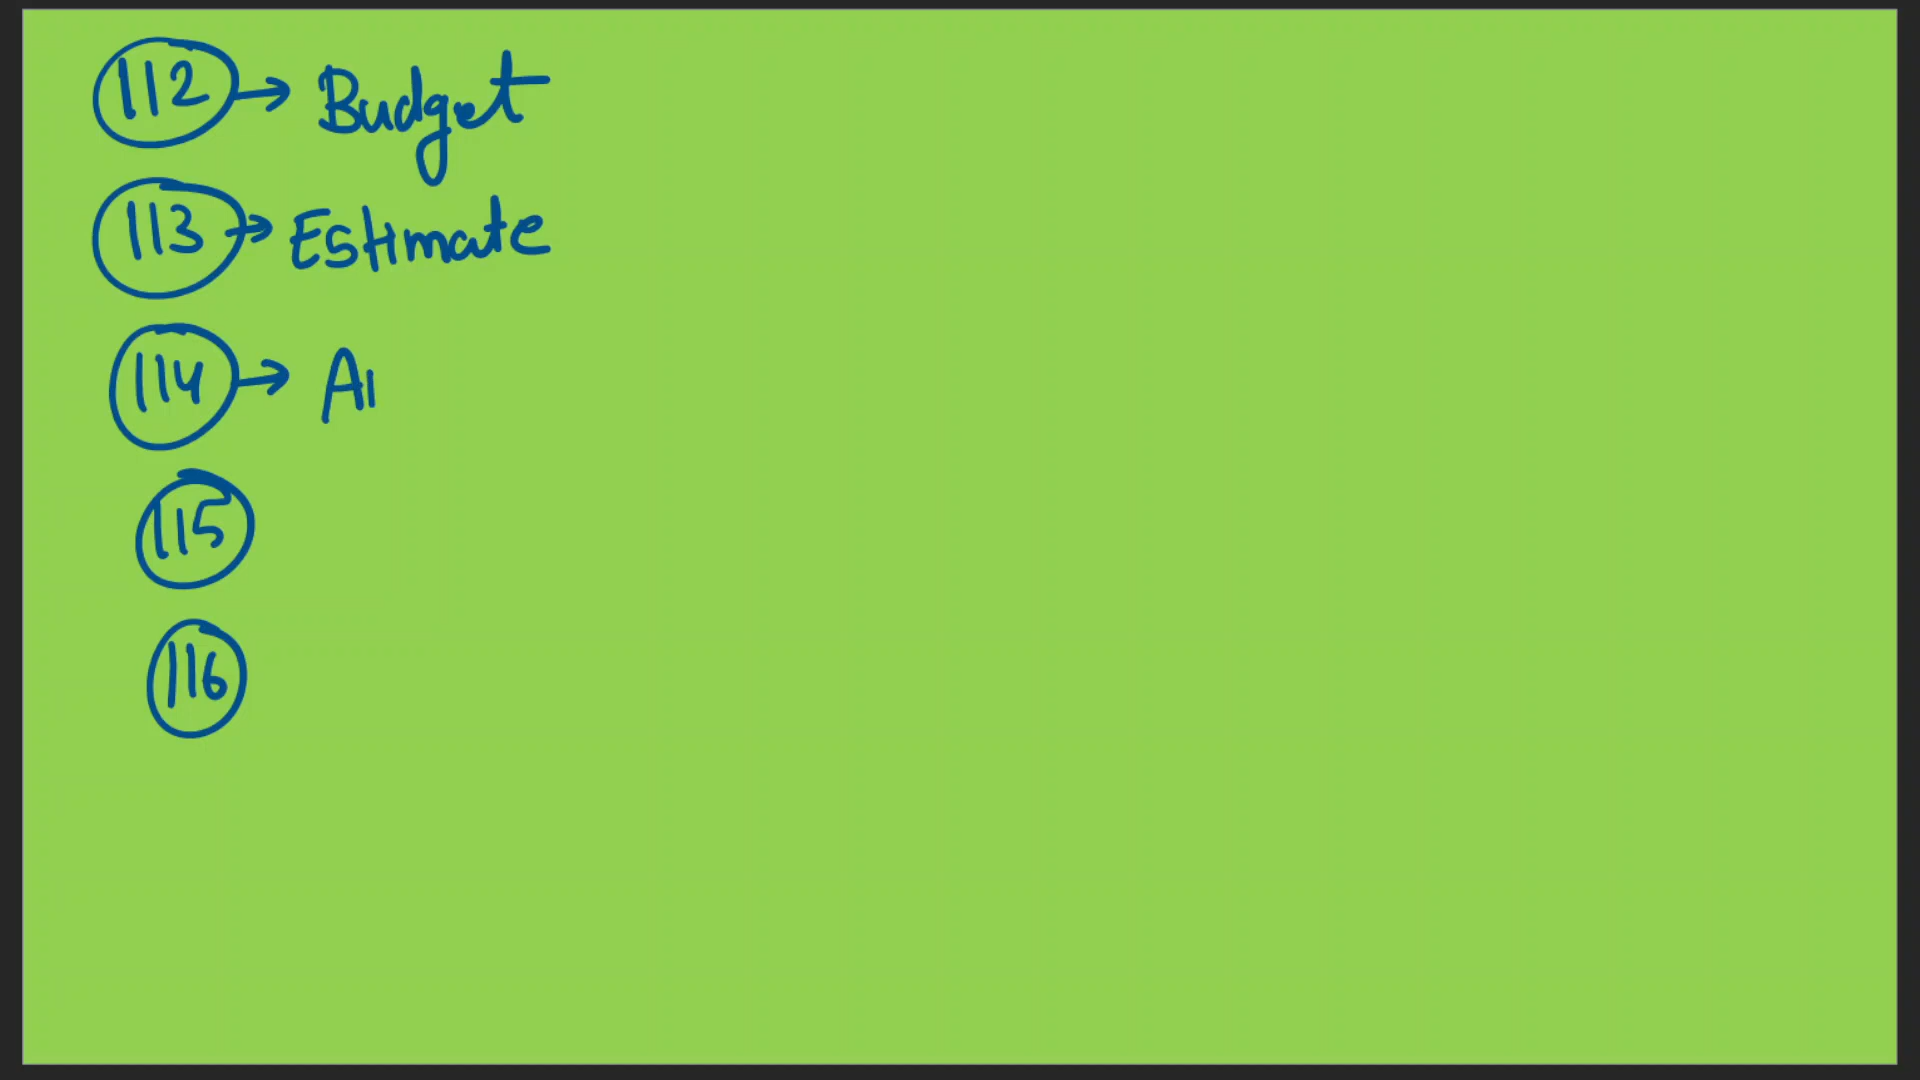 112 → Budget
113 → Estimate
114 → A
115
116